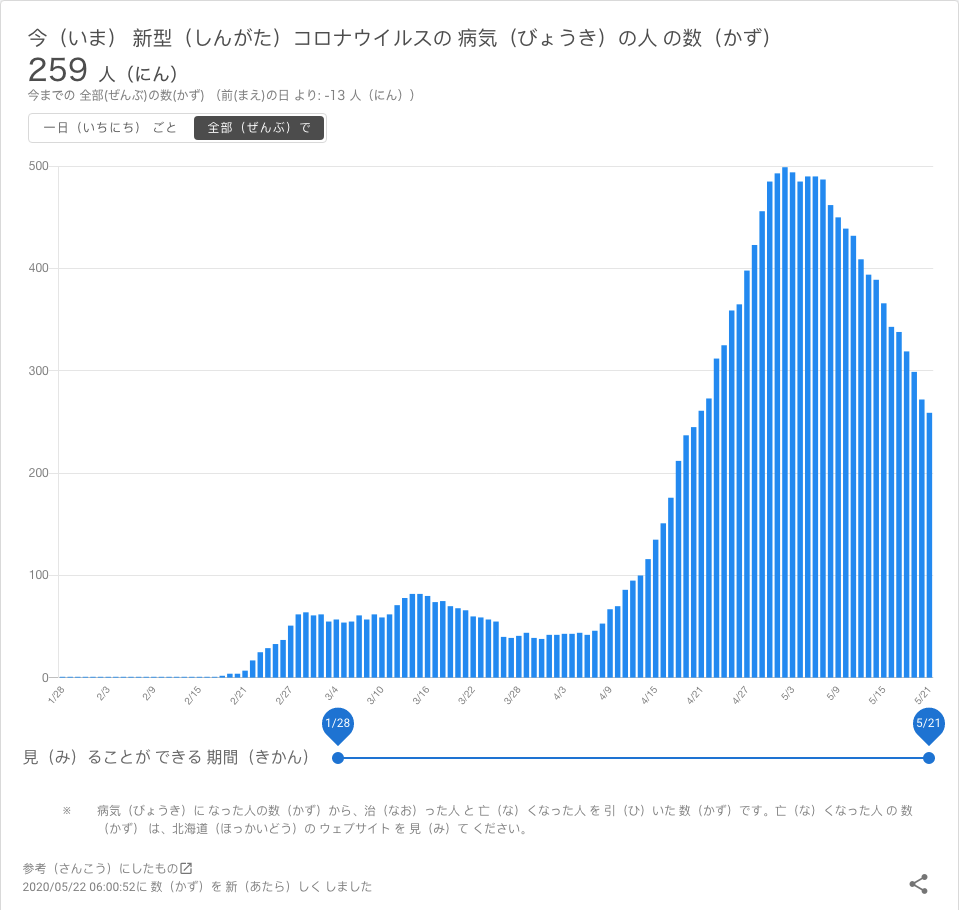 今（いま） 新型（しんがた）コロナウイルスの 病気（びょうき）の人 の数（かず）
259 人（にん）
今までの 全部(ぜんぶ)の数(かず) （前(まえ)の日 より: -13 人（にん））
一日（いちにち） ごと 全部（ぜんぶ）で
500
400
300
200
100
0
1/28 2/3 2/9 2/15 2/21 2/27 3/4 3/10 3/16 3/22 3/28 4/3 4/9 4/15 4/21 4/27 5/3 5/9 5/15 5/21
1/28 5/21
見（み）ることが できる 期間（きかん）
※ 病気（びょうき）に なった人の数（かず）から、治（なお）った人 と 亡（な）くなった人 を 引（ひ）いた 数（かず）です。亡（な）くなった人 の 数
（かず） は、北海道（ほっかいどう）の ウェブサイト を 見（み）て ください。
参考（さんこう）にしたもの
2020/05/22 06:00:52に 数（かず）を 新（あたら）しく しました